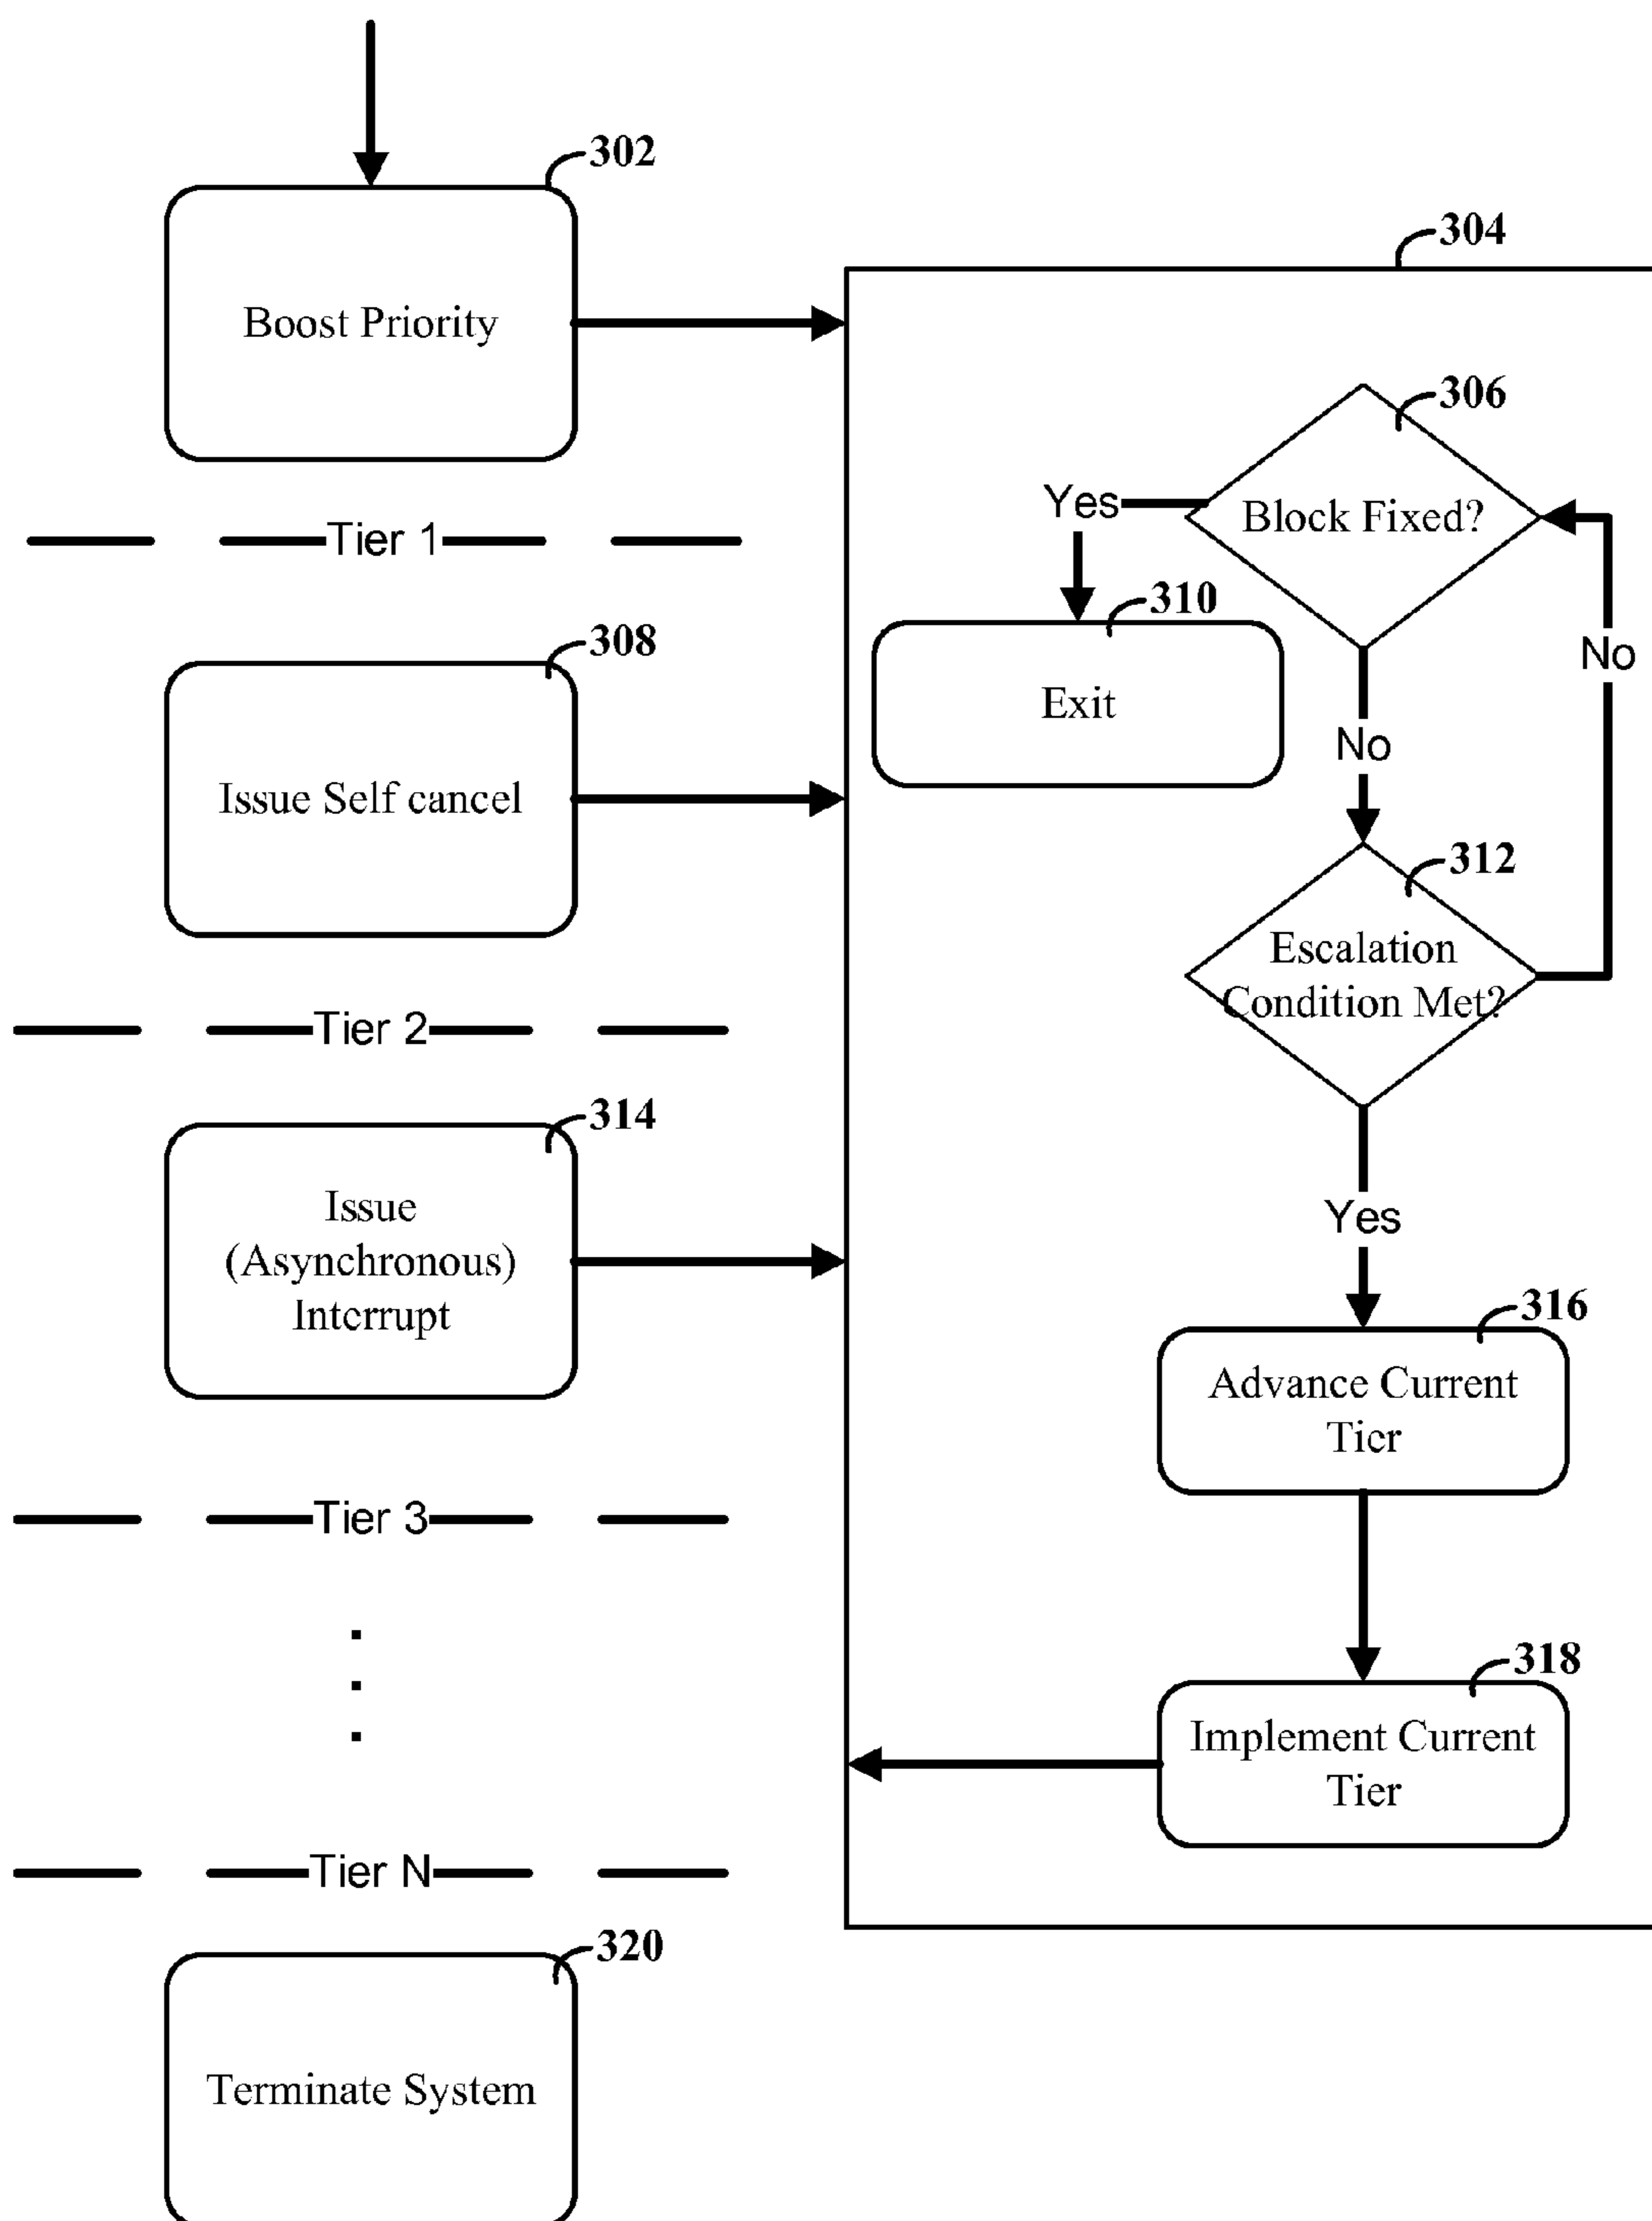 302
Boost Priority
304
306
Block Fixed?
Yes
310
Exit
No
No
Tier 1
308
Issue Self cancel
312
Escalation
Condition Met?
Tier 2
314
Issue
(Asynchronous)
Interrupt
Yes
316
Advance Current
Tier
Tier 3
318
Implement Current
Tier
Tier N
320
Terminate System